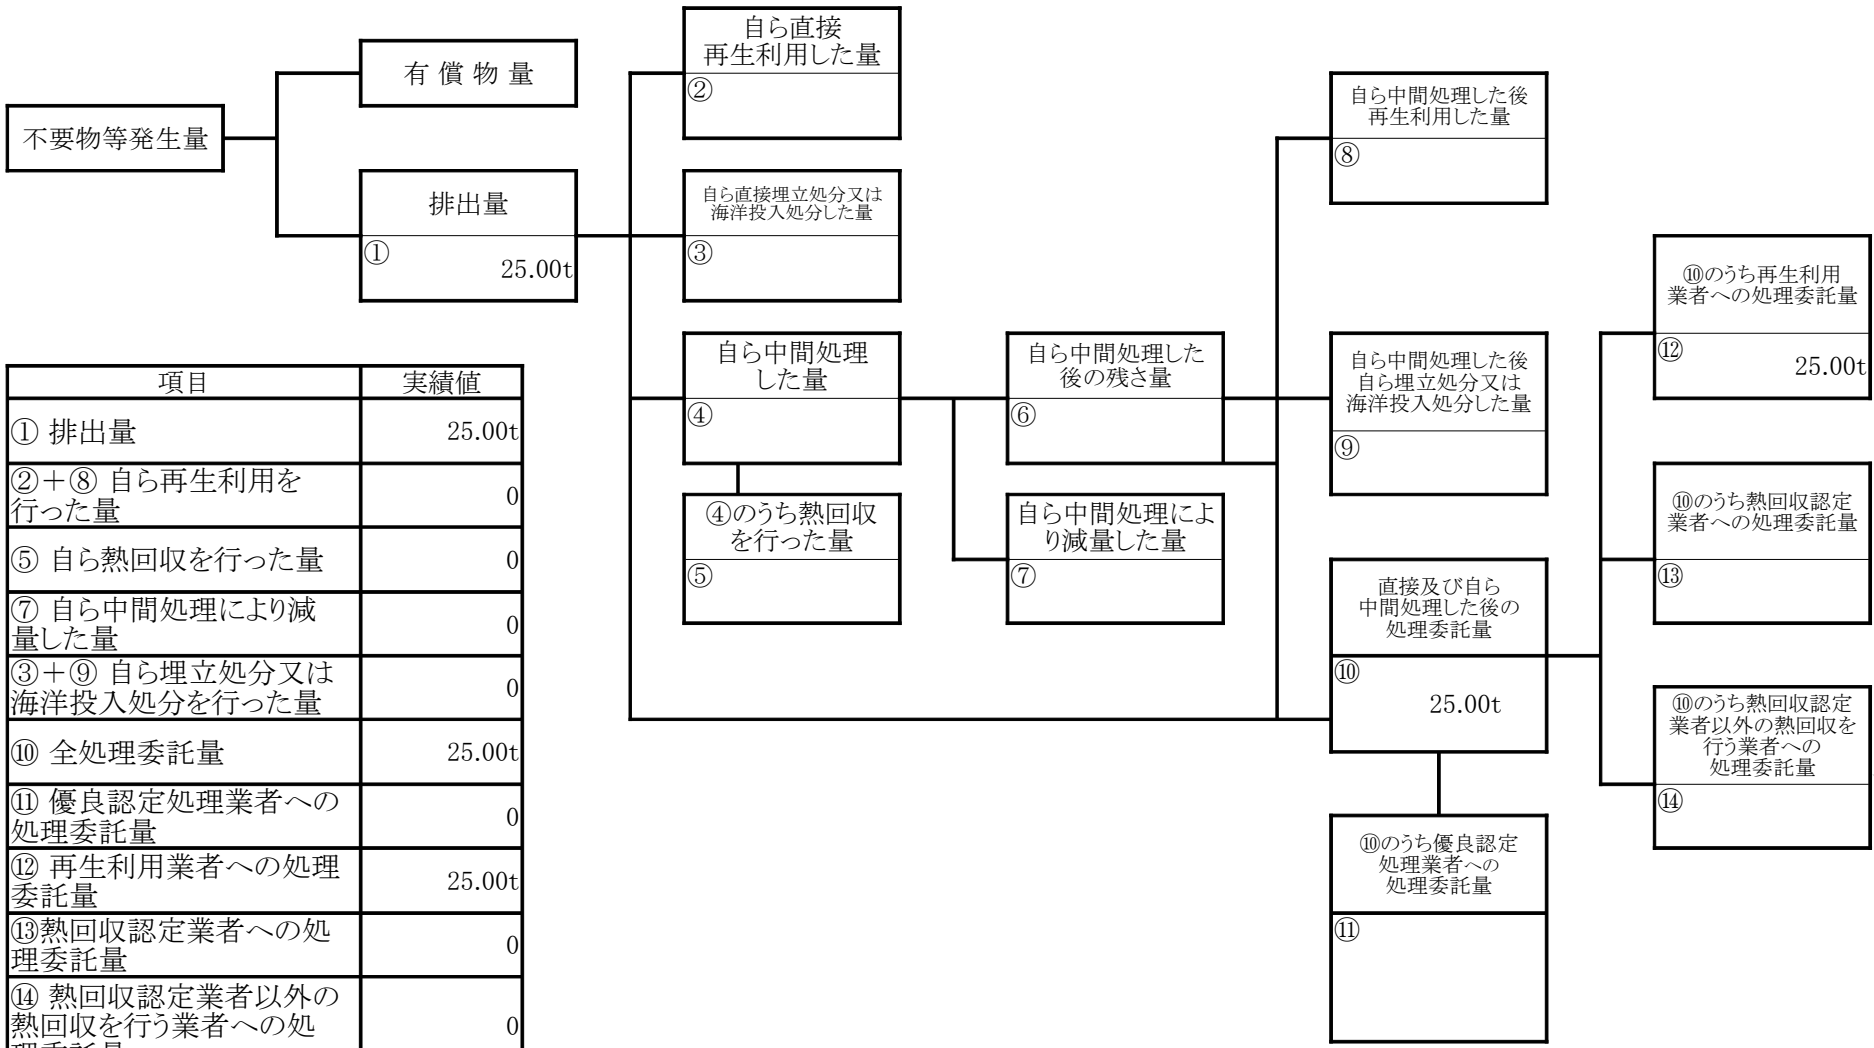 自ら直接
再生利用した量
②
有 償 物 量
不要物等発生量
自ら中間処理した後
再生利用した量
⑧
排出量
①
25.00t
自ら直接埋立処分又は
海洋投入処分した量
③
⑩のうち再生利用
業者への処理委託量
⑫
25.00t
自ら中間処理
した量
④
自ら中間処理した
後の残さ量
⑥
自ら中間処理した後
自ら埋立処分又は
海洋投入処分した量
⑨
④のうち熱回収
を行った量
⑤
自ら中間処理によ
り減量した量
⑦
⑩のうち熱回収認定
業者への処理委託量
⑬
直接及び自ら
中間処理した後の
処理委託量
⑩
25.00t
⑩のうち熱回収認定
業者以外の熱回収を
行う業者への
処理委託量
⑭
⑩のうち優良認定
処理業者への
処理委託量
⑪
項目 実績値
① 排出量 25.00t
②+⑧ 自ら再生利用を
行った量 0
⑤ 自ら熱回収を行った量 0
⑦ 自ら中間処理により減
量した量 0
③+⑨ 自ら埋立処分又は
海洋投入処分を行った量 0
⑩ 全処理委託量 25.00t
⑪ 優良認定処理業者への
処理委託量 0
⑫ 再生利用業者への処理
委託量 25.00t
⑬熱回収認定業者への処
理委託量 0
⑭ 熱回収認定業者以外の
熱回収を行う業者への処 0